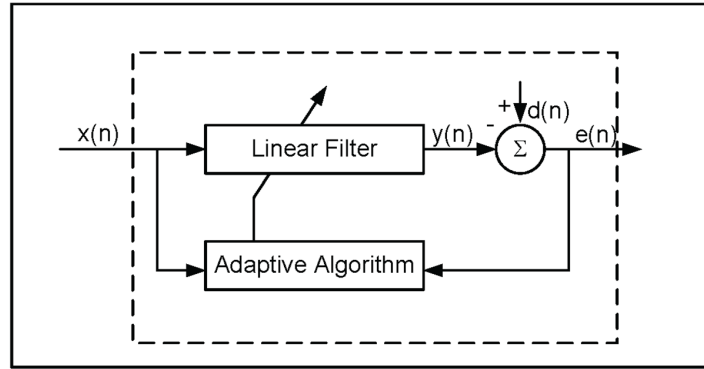 +
d(n)
x(n)
Linear Filter
y(n)
-
Σ
e(n)
Adaptive Algorithm